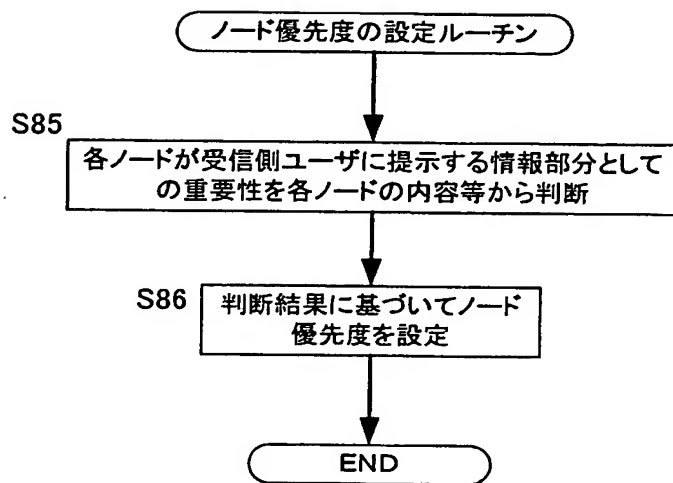 ノード優先度の設定ルーチン
S85
各ノードが受信側ユーザに提示する情報部分として
の重要性を各ノードの内容等から判断
S86
判断結果に基づいてノード
優先度を設定
END